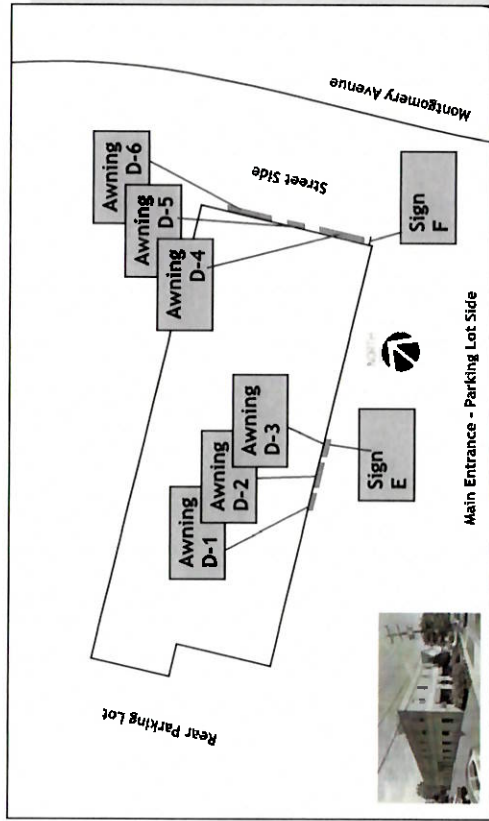 Awning
D-6
Awning
D-5
Awning
D-4
Street Side
Montgomery Avenue
Sign
F
Awning
D-3
Awning
D-2
Awning
D-1
Sign
E
NORTH
Main Entrance - Parking Lot Side
Rear Parking Lot